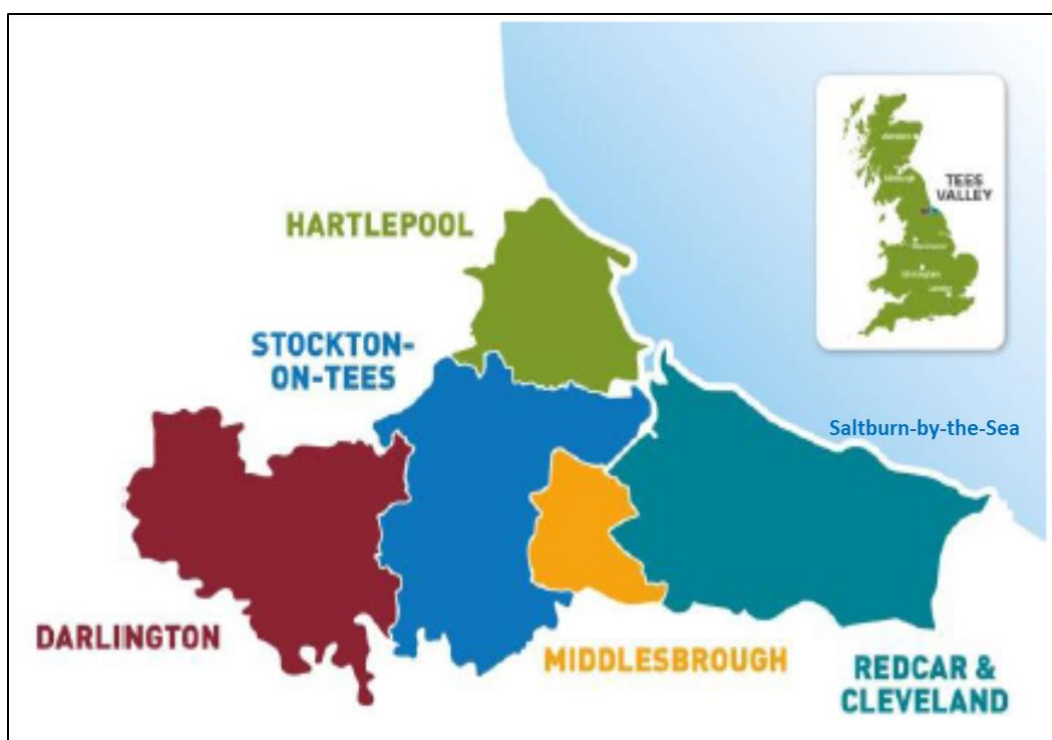 TEES
VALLEY
HARTLEPOOL
STOCKTON-
ON-TEES
Saltburn-by-the-Sea
DARLINGTON
MIDDLESBROUGH
REDCAR &
CLEVELAND